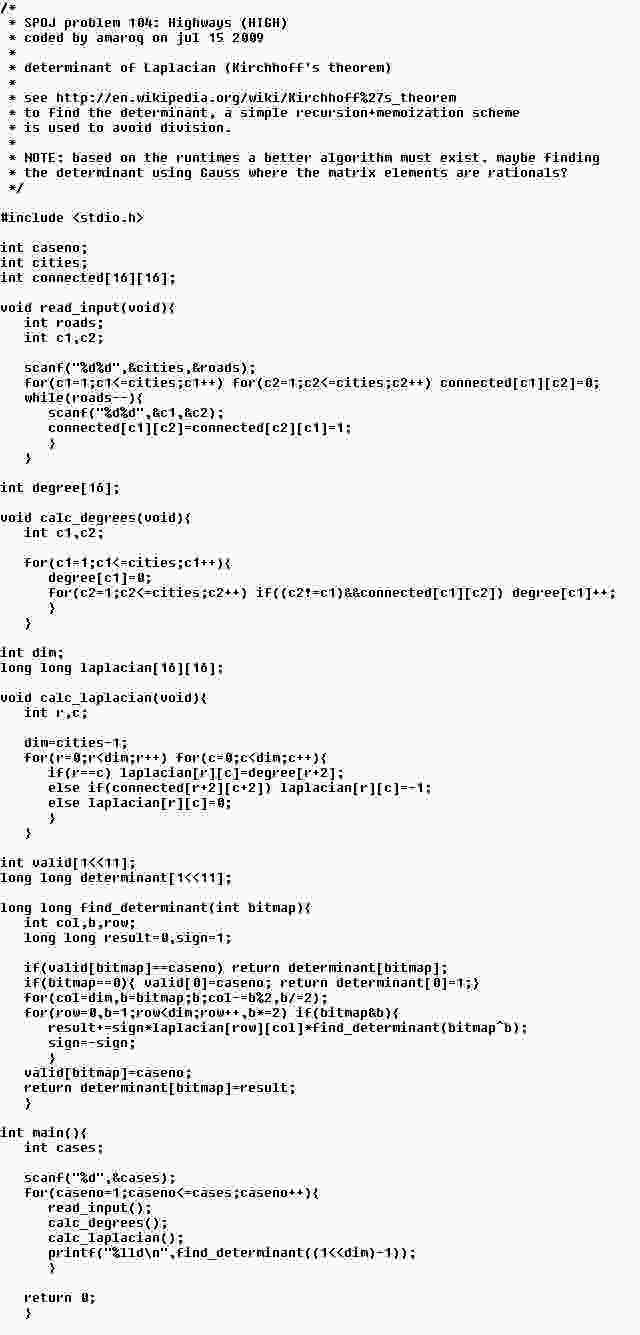 /*
 * SPOJ problem 104: Highways (HIGH)
 * coded by amaroq on jul 15 2009
 *
 * determinant of Laplacian (Kirchhoff's theorem)
 *
 * see http://en.wikipedia.org/wiki/Kirchhoff%27s_theorem
 * to find the determinant, a simple recursion+memoization scheme
 * is used to avoid division.
 *
 * NOTE: based on the runtimes a better algorithm must exist. maybe finding
 * the determinant using Gauss where the matrix elements are rationals?
 */

#include <stdio.h>

int caseno;
int cities;
int connected[16][16];

void read_input(void){
   int roads;
   int c1,c2;

   scanf("%d%d",&cities,&roads);
   for(c1=1;c1<=cities;c1++) for(c2=1;c2<=cities;c2++) connected[c1][c2]=0;
   while(roads--){
      scanf("%d%d",&c1,&c2);
      connected[c1][c2]=connected[c2][c1]=1;
      }
   }

int degree[16];

void calc_degrees(void){
   int c1,c2;

   for(c1=1;c1<=cities;c1++){
      degree[c1]=0;
      for(c2=1;c2<=cities;c2++) if((c2!=c1)&&connected[c1][c2]) degree[c1]++;
      }
   }

int dim;
long long laplacian[16][16];

void calc_laplacian(void){
   int r,c;

   dim=cities-1;
   for(r=0;r<dim;r++) for(c=0;c<dim;c++){
      if(r==c) laplacian[r][c]=degree[r+2];
      else if(connected[r+2][c+2]) laplacian[r][c]=-1;
      else laplacian[r][c]=0;
      }
   }

int valid[1<<11];
long long determinant[1<<11];

long long find_determinant(int bitmap){
   int col,b,row;
   long long result=0,sign=1;

   if(valid[bitmap]==caseno) return determinant[bitmap];
   if(bitmap==0){ valid[0]=caseno; return determinant[0]=1;}
   for(col=dim,b=bitmap;b;col-=b%2,b/=2);
   for(row=0,b=1;row<dim;row++,b*=2) if(bitmap&b){
      result+=sign*laplacian[row][col]*find_determinant(bitmap^b);
      sign=-sign;
      }
   valid[bitmap]=caseno;
   return determinant[bitmap]=result;
   }

int main(){
   int cases;

   scanf("%d",&cases);
   for(caseno=1;caseno<=cases;caseno++){
      read_input();
      calc_degrees();
      calc_laplacian();
      printf("%lld\n",find_determinant((1<<dim)-1));
      }

   return 0;
   }